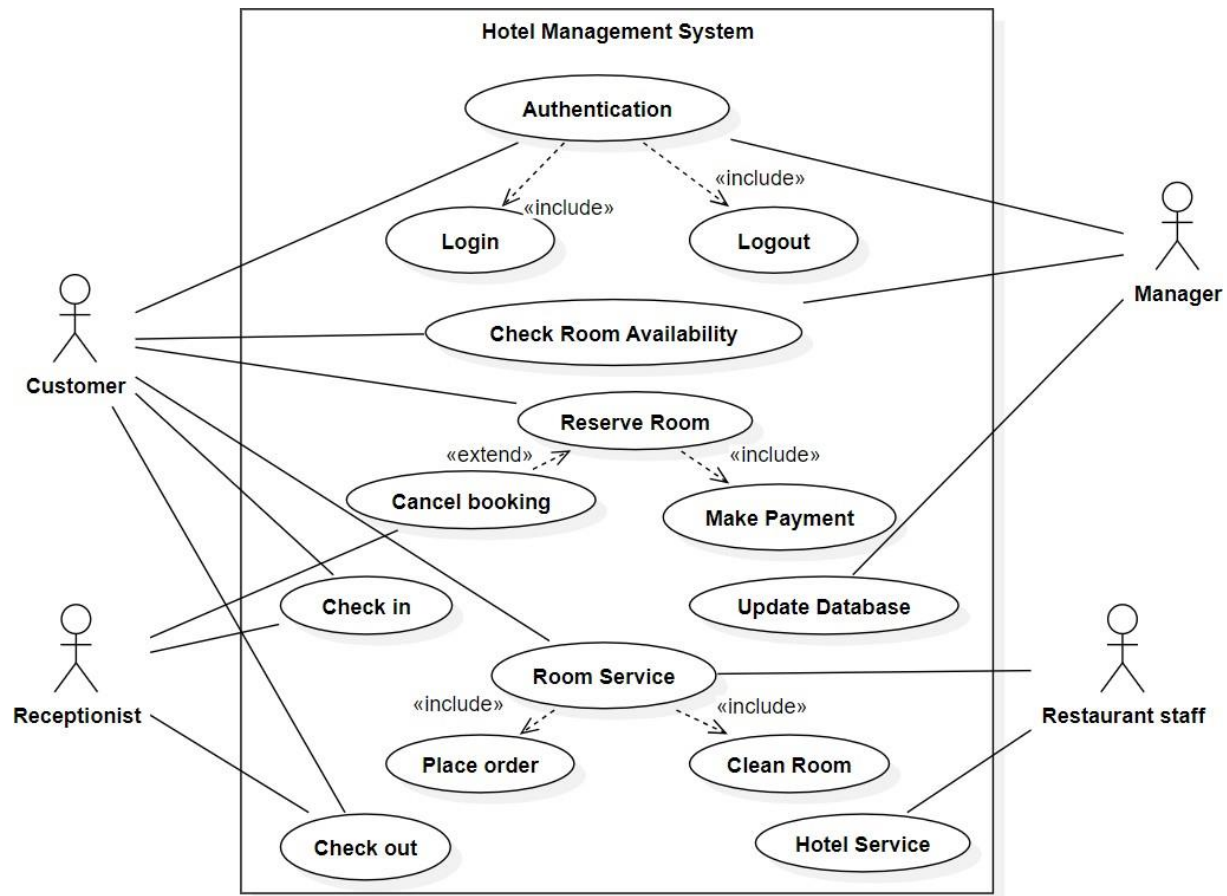 Hotel Management System
Authentication
«include»
«include»
Login
Logout
Manager
Check Room Availability
Customer
Reserve Room
«extend»
«include»
Cancel booking
Make Payment
Check in
Update Database
Room Service
Receptionist
Restaurant staff
«include»
«include»
Place order
Clean Room
Check out
Hotel Service